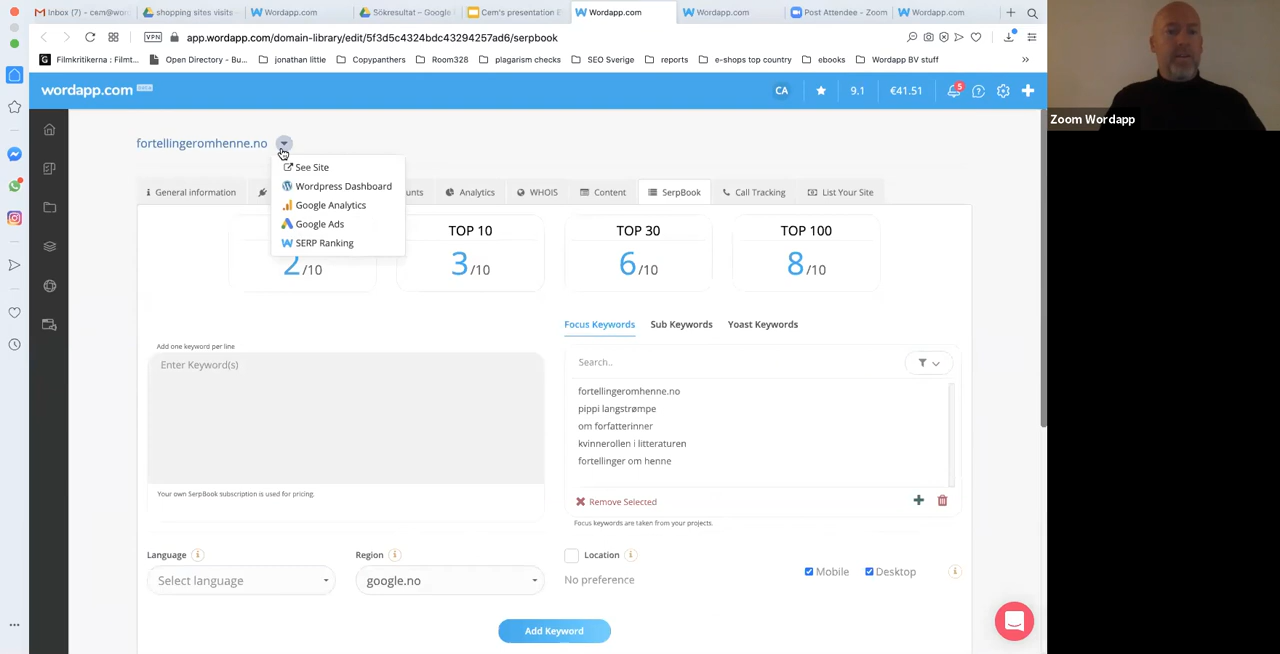 Inbox (7) - cem@wor
shopping sites visits
Wordapp.com
Sökresultat – Google
Cem's presentation E
Wordapp.com
Wordapp.com
Post Attendee - Zoom
Wordapp.com
VPN
app.wordapp.com/domain-library/edit/5f3d5c4324bdc43294257ad6/serpbook
Filmkritikerna : Filmt...
Open Directory - Bu...
jonathan littie
Copypanthers
Room328
plagarism checks
SEO Sverige
reports
e-shops top country
ebooks
Wordapp BV stuff
wordapp.com
CA
9.1
€41.51
5
Zoom Wordapp
fortellingeromhenne.no
See Site
Wordpress Dashboard
Google Analytics
Google Ads
SERP Ranking
General information
unts
Analytics
WHOIS
Content
SerpBook
Call Tracking
List Your Site
2/10
TOP 10
3/10
TOP 30
6/10
TOP 100
8/10
Focus Keywords
Sub Keywords
Yoast Keywords
Add one keyword per line
Enter Keyword(s)
Search..
fortellingeromhenne.no
pippi langstrømpe
om forfatterinner
kvinnerollen i litteraturen
fortellinger om henne
Your own SerpBook subscription is used for pricing.
Remove Selected
Focus keywords are taken from your projects.
Language
Region
Location
Select language
google.no
No preference
Mobile
Desktop
Add Keyword